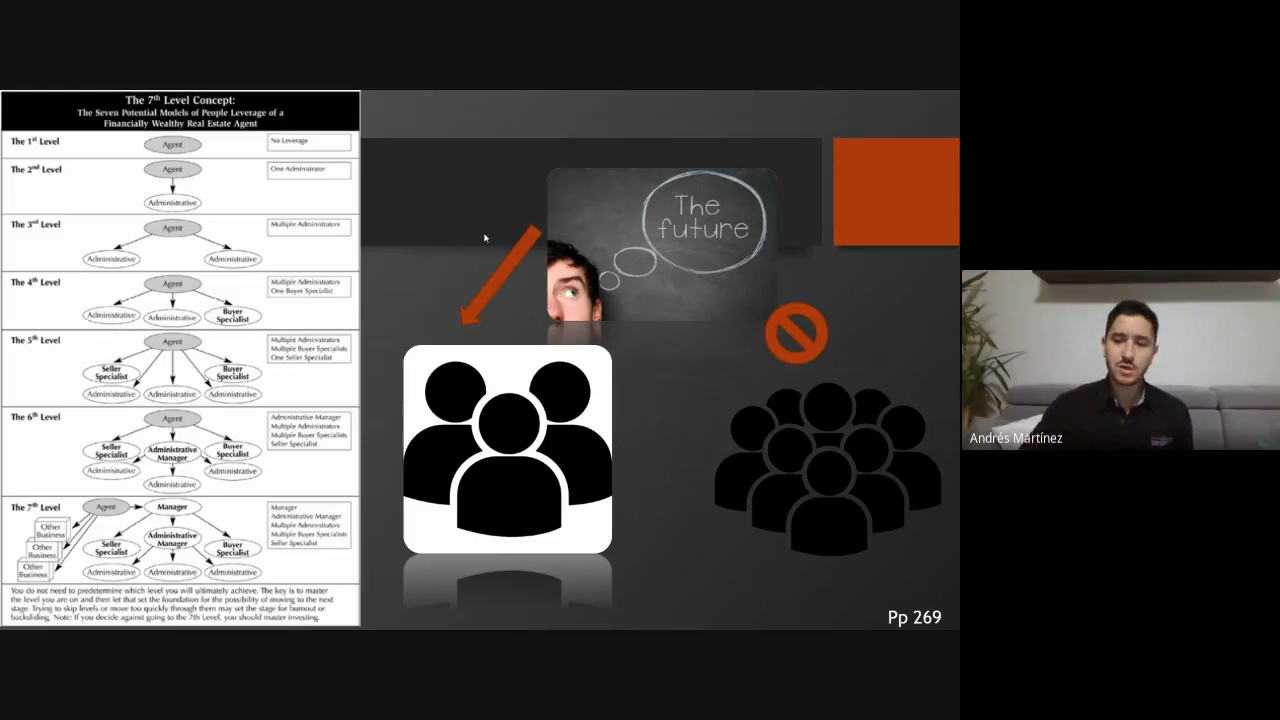 The 7th Level Concept:
The Seven Potential Models of People Leverage of a
Financially Wealthy Real Estate Agent
The 1st Level
Agent
No Leverage
The 2nd Level
Agent
One Administrator
Administrative
The 3rd Level
Agent
Multiple Administrators
Administrative
Administrative
The 4th Level
Agent
Multiple Administrators
One Buyer Specialist
Administrative
Administrative
Buyer
Specialist
The 5th Level
Agent
Multiple Administrators
Multiple Buyer Specialists
One Seller Specialist
Seller
Specialist
Buyer
Specialist
Administrative
Administrative
Administrative
The 6th Level
Agent
Administrative Manager
Multiple Administrators
Multiple Buyer Specialists
Seller Specialist
Seller
Specialist
Administrative
Manager
Buyer
Specialist
Administrative
Administrative
Administrative
The 7th Level
Agent
Manager
Manager
Administrative Manager
Multiple Administrators
Multiple Buyer Specialists
Seller Specialist
Other
Business
Other
Business
Other
Business
Seller
Specialist
Administrative
Manager
Buyer
Specialist
Administrative
Administrative
Administrative
You do not need to predetermine which level you will ultimately achieve. The key is to master
the level you are on and then let that set the foundation for the possibility of moving to the next
stage. Trying to skip levels or move too quickly through them may set the stage for burnout or
backsliding. Note: If you decide against going to the 7th Level, you should master investing.
The
future
Pp 269
Andrés Martínez